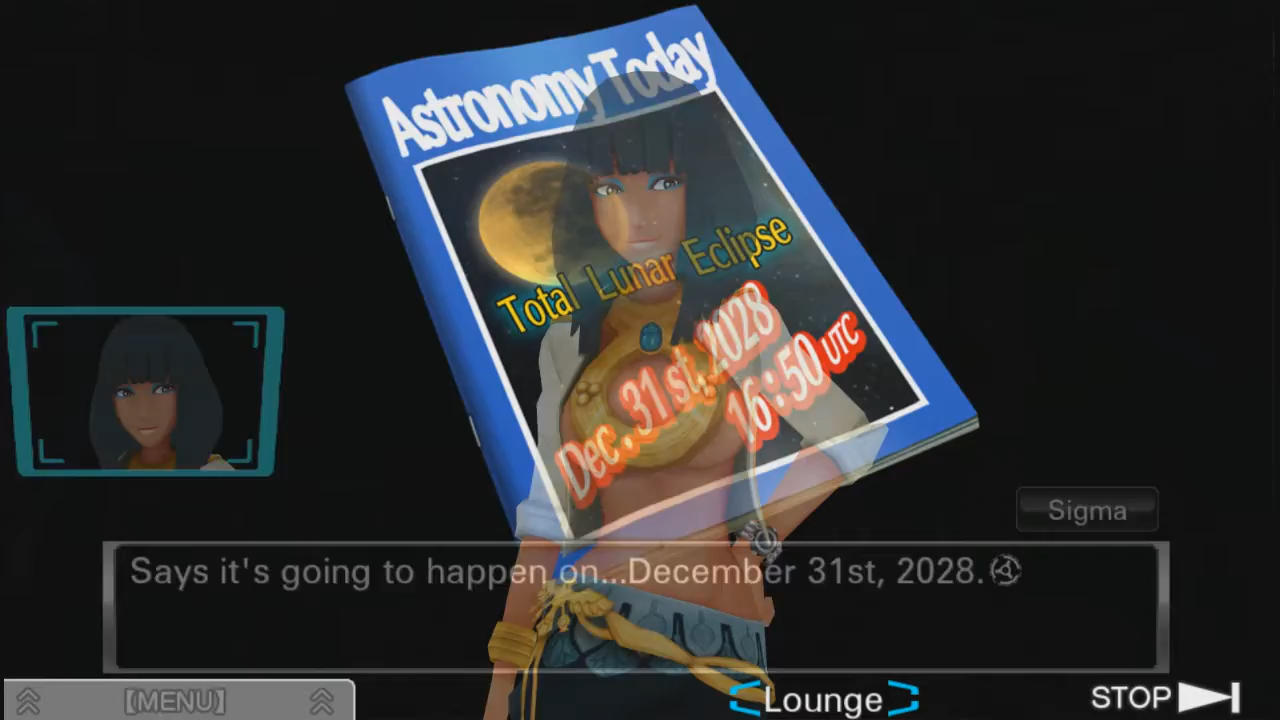 Astronomy Today
Total Lunar Eclipse
Dec. 31st, 2028
16:50 UTC
Sigma
Says it's going to happen on...December 31st, 2028.
【MENU】
Lounge
STOP